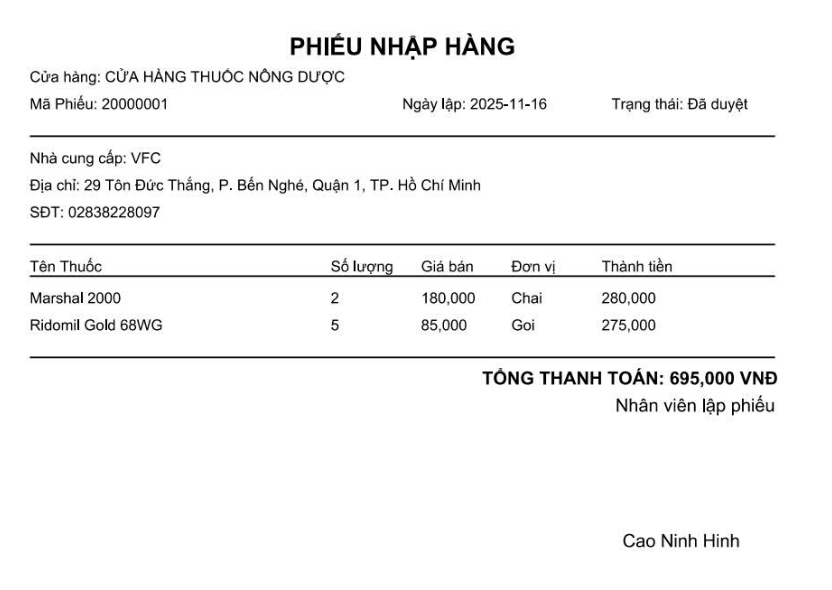 PHIẾU NHẬP HÀNG
Cửa hàng: CỬA HÀNG THUỐC NÔNG DƯỢC
Mã Phiếu: 20000001 Ngày lập: 2025-11-16 Trạng thái: Đã duyệt
Nhà cung cấp: VFC
Địa chỉ: 29 Tôn Đức Thắng, P. Bến Nghé, Quận 1, TP. Hồ Chí Minh
SĐT: 02838228097
Tên Thuốc Số lượng Giá bán Đơn vị Thành tiền
Marshal 2000 2 180,000 Chai 280,000
Ridomil Gold 68WG 5 85,000 Goi 275,000
TỔNG THANH TOÁN: 695,000 VNĐ
Nhân viên lập phiếu
Cao Ninh Hinh